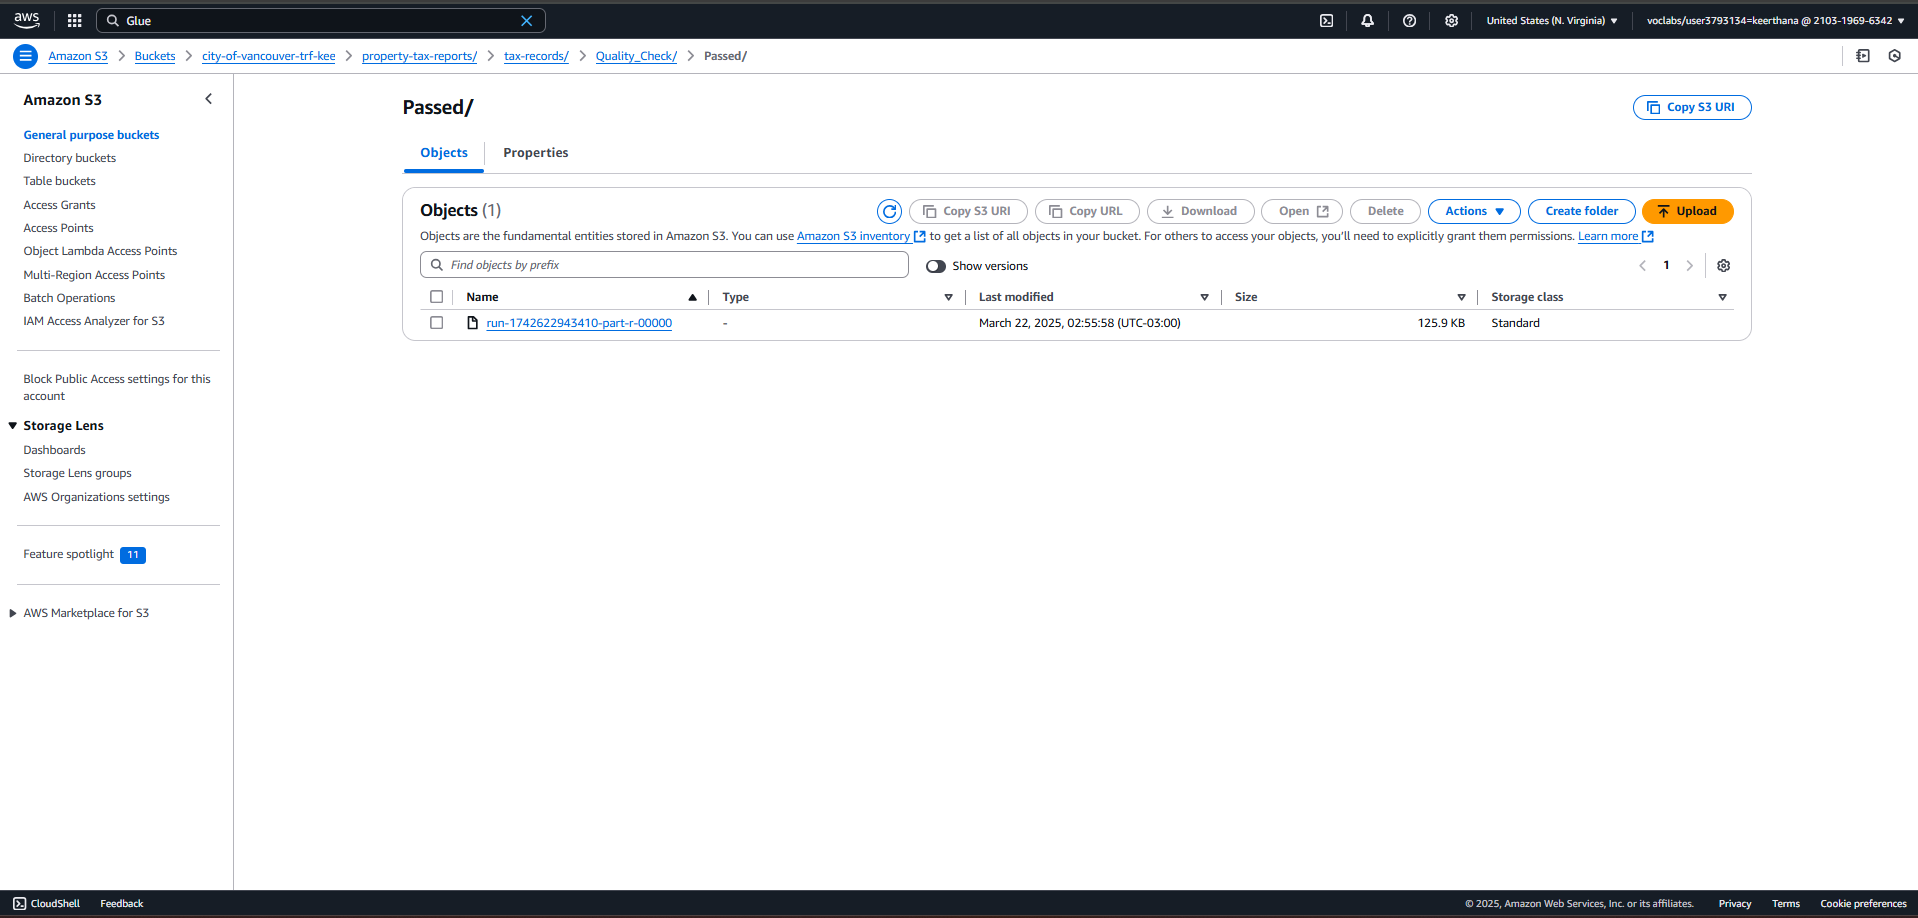 aws Glue United States (N. Virginia) voclabs/user3793134=keerthana @ 2103-1969-6342
Amazon S3 Buckets city-of-vancouver-trf-kee property-tax-reports/ tax-records/ Quality_Check/ Passed/
Amazon S3
General purpose buckets
Directory buckets
Table buckets
Access Grants
Access Points
Object Lambda Access Points
Multi-Region Access Points
Batch Operations
IAM Access Analyzer for S3
Block Public Access settings for this
account
Storage Lens
Dashboards
Storage Lens groups
AWS Organizations settings
Feature spotlight 11
AWS Marketplace for S3
Passed/ Copy S3 URI
Objects Properties
Objects (1) Copy S3 URI Copy URL Download Open Delete Actions Create folder Upload
Objects are the fundamental entities stored in Amazon S3. You can use Amazon S3 inventory to get a list of all objects in your bucket. For others to access your objects, you'll need to explicitly grant them permissions. Learn more
Find objects by prefix Show versions 1
Name Type Last modified Size Storage class
run-1742622943410-part-r-00000 - March 22, 2025, 02:55:58 (UTC-03:00) 125.9 KB Standard
CloudShell Feedback © 2025, Amazon Web Services, Inc. or its affiliates. Privacy Terms Cookie preferences